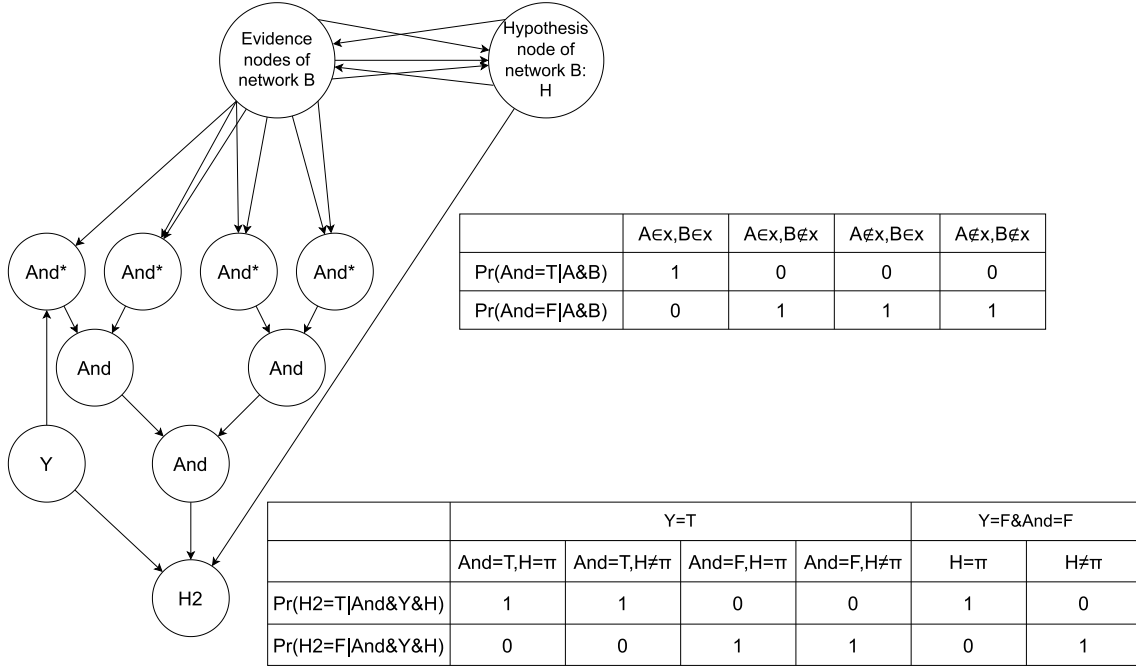 Evidence
nodes of
network B
Hypothesis
node of
network B:
H
And*
And*
And*
And*
And
And
Y
And
H2
A∈x,B∈x A∈x,B∉x A∉x,B∈x A∉x,B∉x
Pr(And=T|A&B) 1 0 0 0
Pr(And=F|A&B) 0 1 1 1
Y=T Y=F&And=F
And=T,H=π And=T,H≠π And=F,H=π And=F,H≠π H=π H≠π
Pr(H2=T|And&Y&H) 1 1 0 0 1 0
Pr(H2=F|And&Y&H) 0 0 1 1 0 1